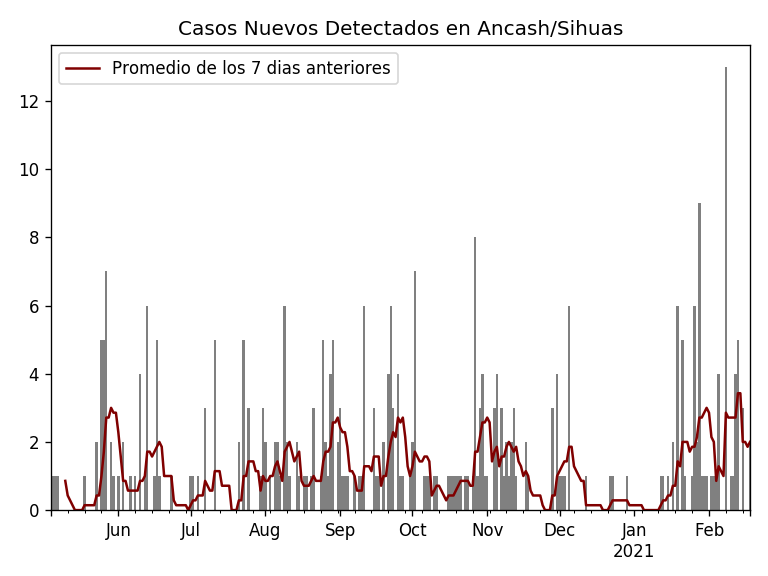 Casos Nuevos Detectados en Ancash/Sihuas
Promedio de los 7 dias anteriores
12
10
8
6
4
2
0
Jun Jul Aug Sep Oct Nov Dec Jan Feb
2021